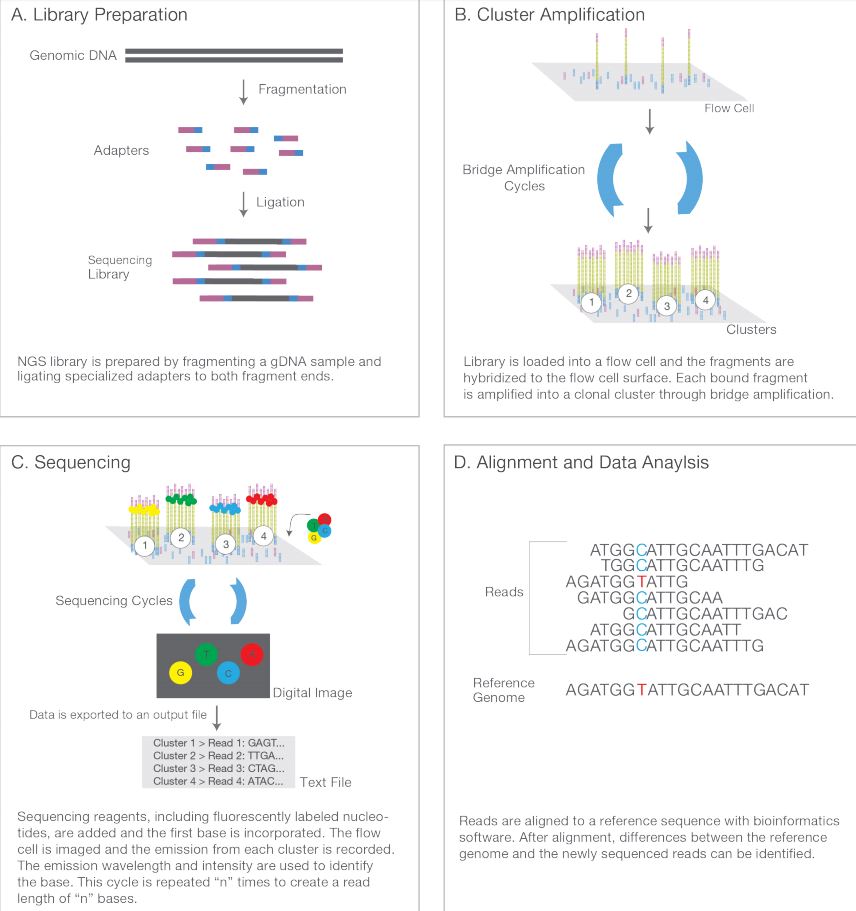 A. Library Preparation
Genomic DNA
Fragmentation
Adapters
Ligation
Sequencing
Library
NGS library is prepared by fragmenting a gDNA sample and
ligating specialized adapters to both fragment ends.
B. Cluster Amplification
Flow Cell
Bridge Amplification
Cycles
1
2
3
4
Clusters
Library is loaded into a flow cell and the fragments are
hybridized to the flow cell surface. Each bound fragment
is amplified into a clonal cluster through bridge amplification.
C. Sequencing
1
2
3
4
T
C
G
Sequencing Cycles
T
G
C
Digital Image
Data is exported to an output file
Cluster 1 > Read 1: GAGT...
Cluster 2 > Read 2: TTGA...
Cluster 3 > Read 3: CTAG...
Cluster 4 > Read 4: ATAC...
Text File
Sequencing reagents, including fluorescently labeled nucleo-
tides, are added and the first base is incorporated. The flow
cell is imaged and the emission from each cluster is recorded.
The emission wavelength and intensity are used to identify
the base. This cycle is repeated “n” times to create a read
length of “n” bases.
D. Alignment and Data Anaylsis
Reads
ATGGCATTGCAATTTGACAT
TGGCATTGCAATTTG
AGATGGTATTG
GATGGCATTGCAA
GCATTGCAATTTGAC
ATGGCATTGCAATT
AGATGGCATTGCAATTTG
Reference
Genome
AGATGGTATTGCAATTTGACAT
Reads are aligned to a reference sequence with bioinformatics
software. After alignment, differences between the reference
genome and the newly sequenced reads can be identified.